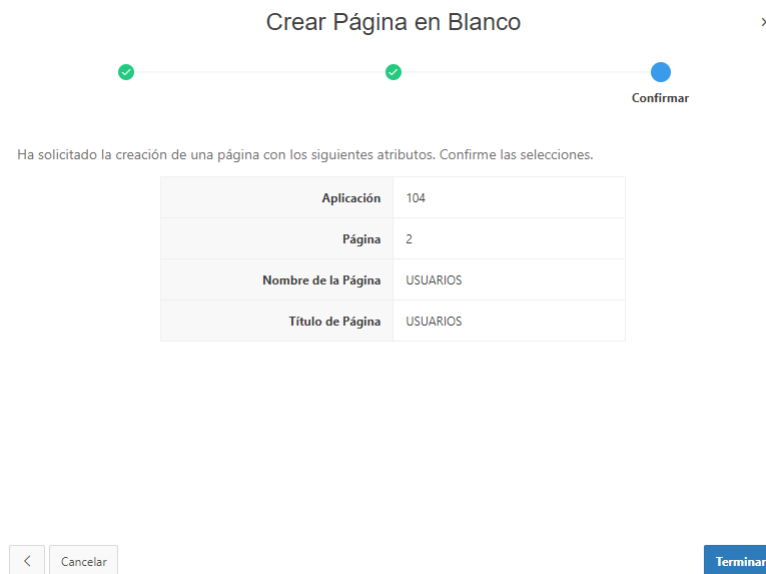 Crear Página en Blanco
Confirmar
Ha solicitado la creación de una página con los siguientes atributos. Confirme las selecciones.
Aplicación 104
Página 2
Nombre de la Página USUARIOS
Título de Página USUARIOS
Cancelar Terminar